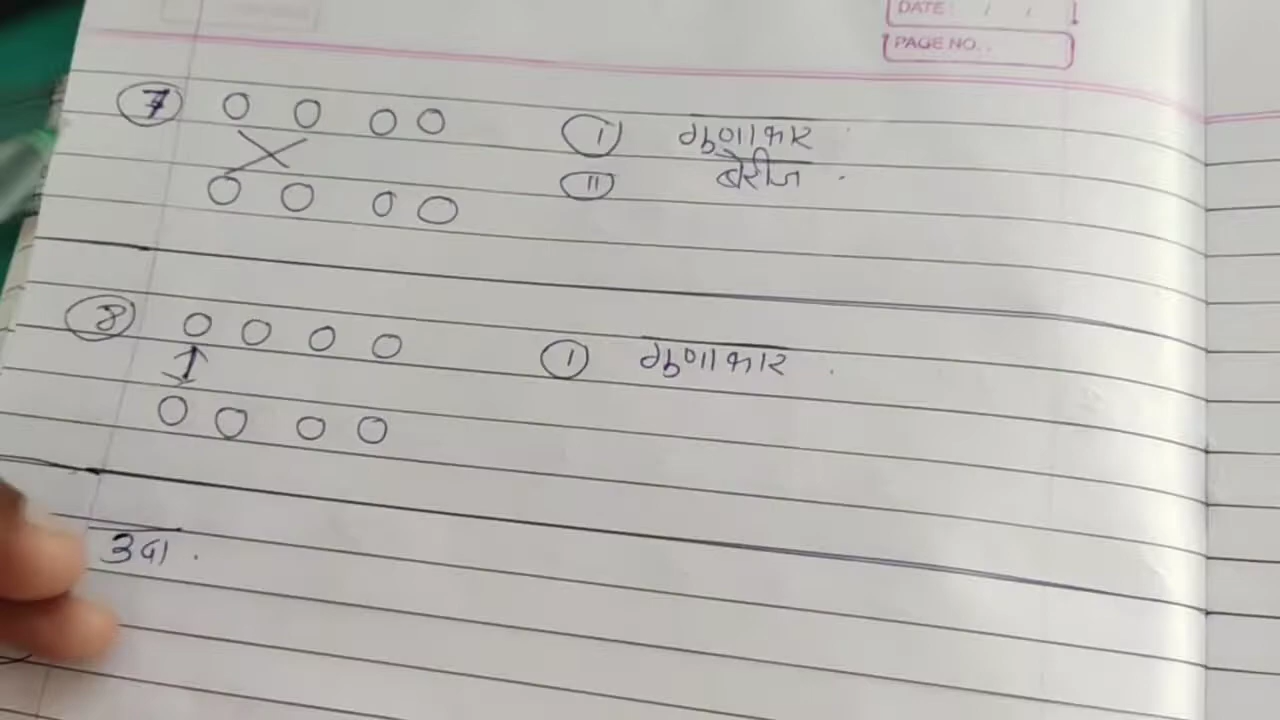 DATE: / /
PAGE NO.:
7 I गुणाकार
II बेरीज.
8 I गुणाकार.
उदा.